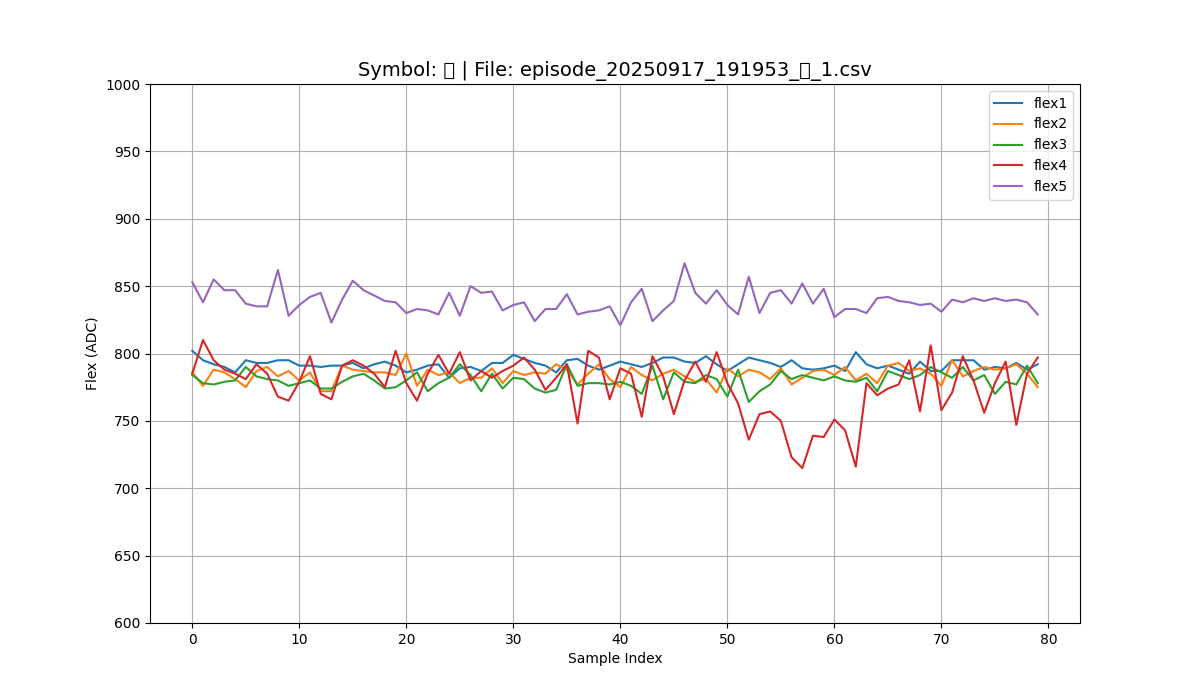 Symbol: | File: episode_20250917_191953_ _1.csv
1000
950
900
850
800
750
700
650
600
Flex (ADC)
0 10 20 30 40 50 60 70 80
Sample Index
flex1
flex2
flex3
flex4
flex5